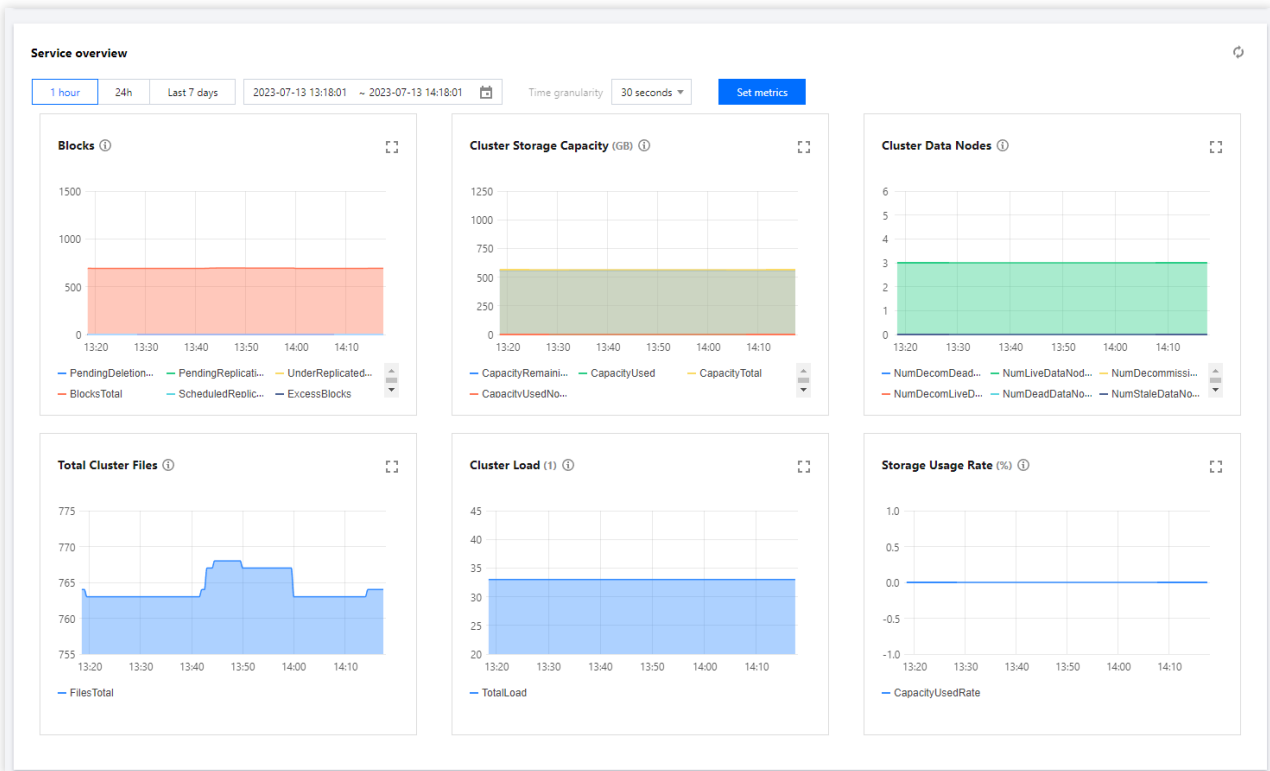 Service overview
1 hour 24h Last 7 days 2023-07-13 13:18:01 ~ 2023-07-13 14:18:01 Time granularity 30 seconds Set metrics
Blocks
1500
1000
500
0
13:20 13:30 13:40 13:50 14:00 14:10
PendingDeletion... PendingReplicati... UnderReplicated...
BlocksTotal ScheduledReplic... ExcessBlocks
Cluster Storage Capacity (GB)
1250
1000
750
500
250
0
13:20 13:30 13:40 13:50 14:00 14:10
CapacityRemaini... CapacityUsed CapacityTotal
CapacityUsedNo...
Cluster Data Nodes
6
5
4
3
2
1
0
13:20 13:30 13:40 13:50 14:00 14:10
NumDecomDead... NumLiveDataNod... NumDecommissi...
NumDecomLiveD... NumDeadDataNo... NumStaleDataNo...
Total Cluster Files
775
770
765
760
755
13:20 13:30 13:40 13:50 14:00 14:10
FilesTotal
Cluster Load (1)
45
40
35
30
25
20
13:20 13:30 13:40 13:50 14:00 14:10
TotalLoad
Storage Usage Rate (%)
1.0
0.5
0.0
-0.5
-1.0
13:20 13:30 13:40 13:50 14:00 14:10
CapacityUsedRate